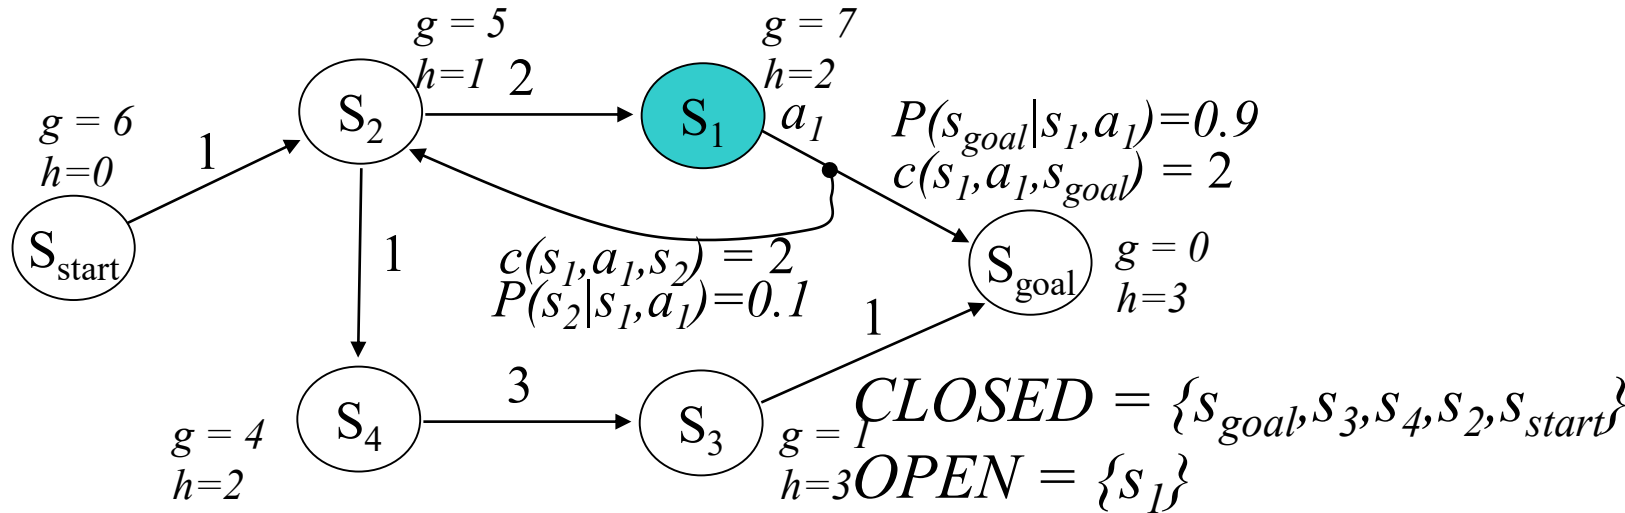 g = 5
h=1
g = 7
h=2
2
S2
S1
a1
P(sgoal|s1,a1)=0.9
c(s1,a1,sgoal) = 2
g = 6
h=0
1
Sstart
1
c(s1,a1,s2) = 2
P(s2|s1,a1)=0.1
Sgoal
g = 0
h=3
1
3
S4
S3
g = 4
h=2
g = 1
h=3
CLOSED = {sgoal,s3,s4,s2,sstart}
OPEN = {s1}